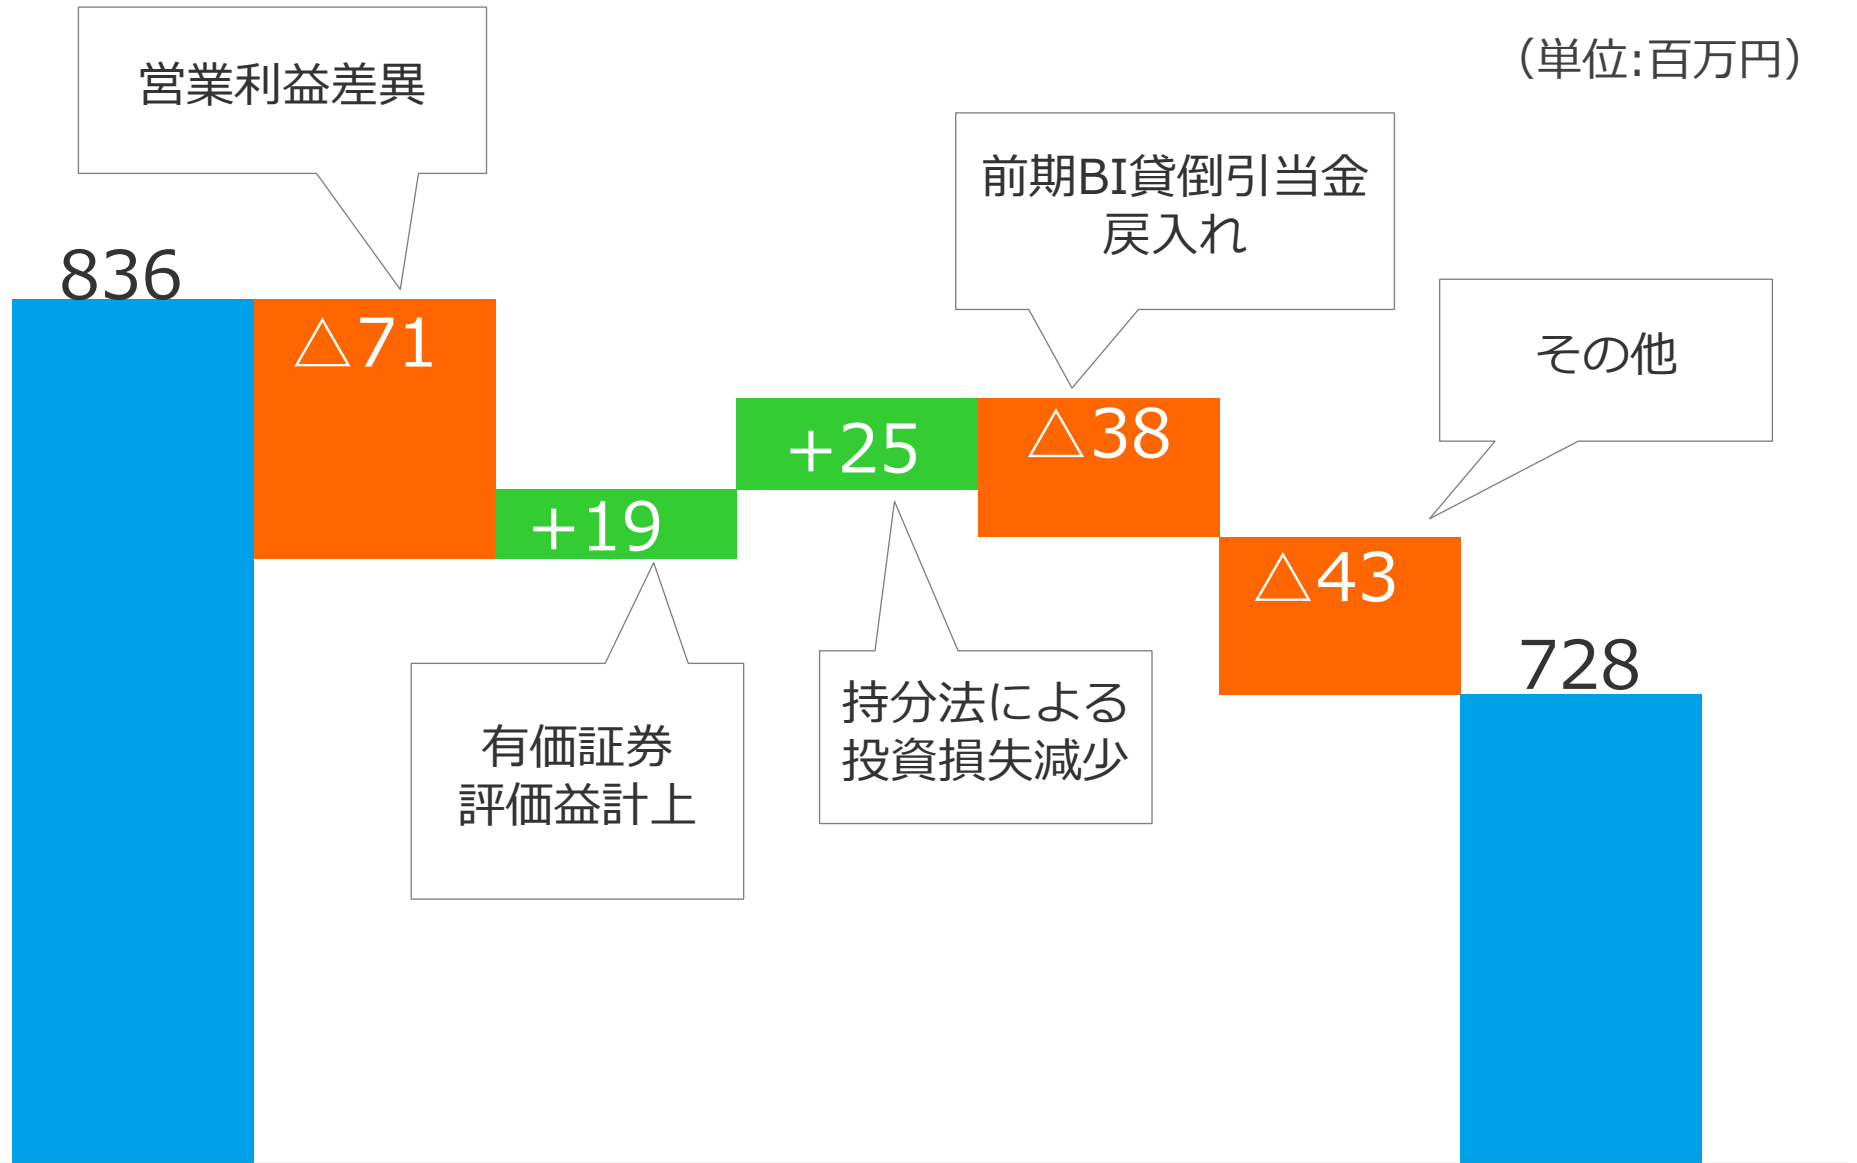 営業利益差異
（単位:百万円）
前期BI貸倒引当金
戻入れ
836
△71
その他
+25
△38
+19
△43
728
有価証券
評価益計上
持分法による
投資損失減少